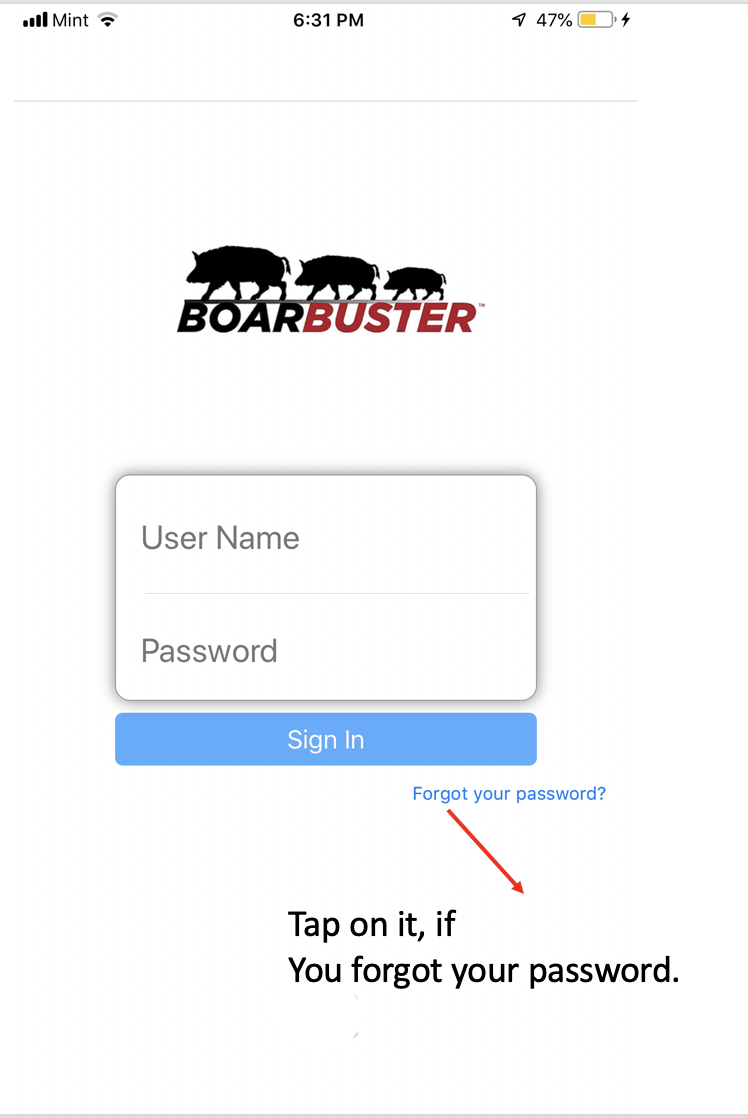 Mint 6:31 PM 47%
BOARBUSTER™
User Name
Password
Sign In
Forgot your password?
Tap on it, if
You forgot your password.